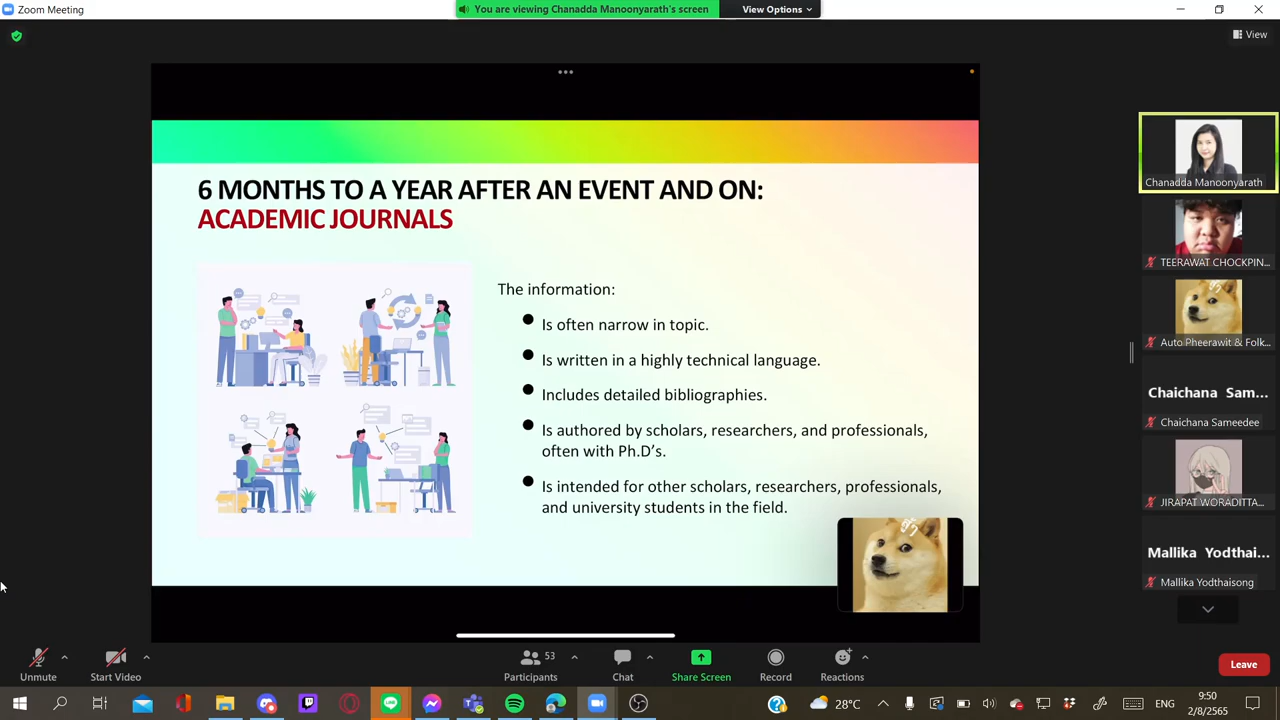 Zoom Meeting
You are viewing Chanadda Manoonyarath's screen
View Options
View
6 MONTHS TO A YEAR AFTER AN EVENT AND ON:
ACADEMIC JOURNALS
The information:
Is often narrow in topic.
Is written in a highly technical language.
Includes detailed bibliographies.
Is authored by scholars, researchers, and professionals,
often with Ph.D's.
Is intended for other scholars, researchers, professionals,
and university students in the field.
Chanadda Manoonyarath
TEERAWAT CHOCKPIN...
Auto Pheerawit & Folk...
Chaichana Sam...
Chaichana Sameedee
JIRAPAT WORADITTA...
Mallika Yodthai...
Mallika Yodthaisong
Unmute
Start Video
53
Participants
Chat
Share Screen
Record
Reactions
Leave
28°C
ENG
9:50
2/8/2565